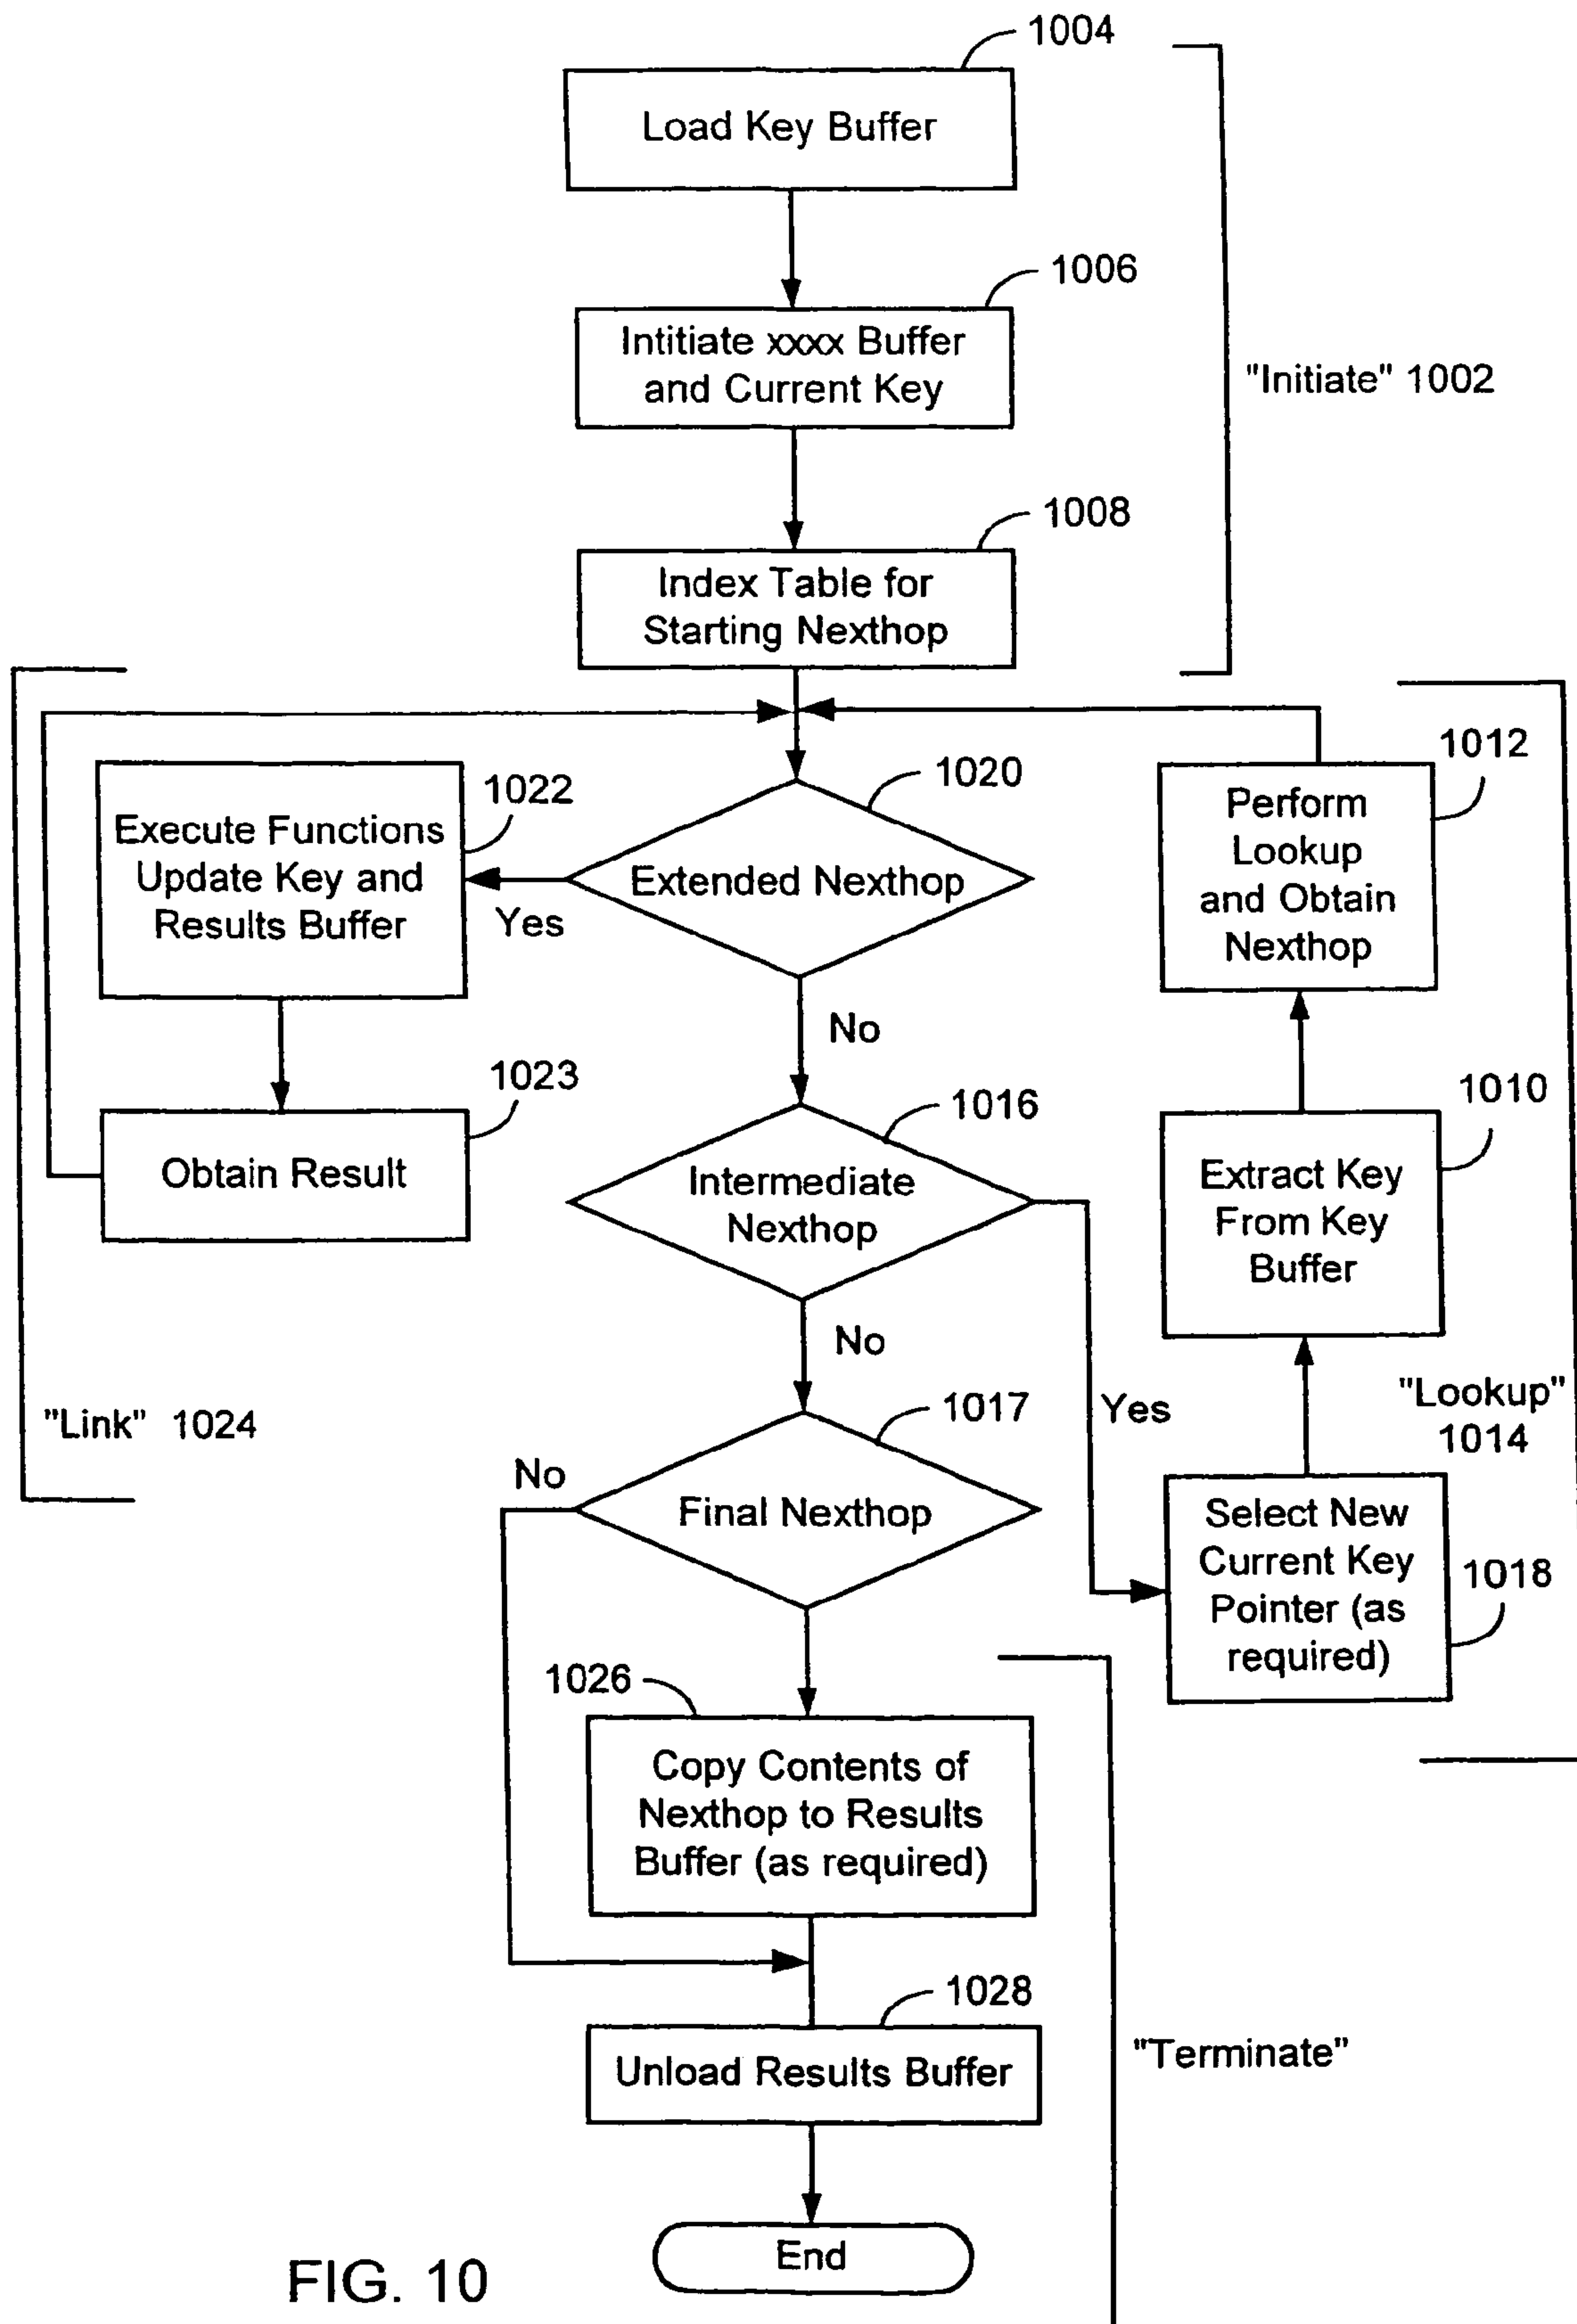 1004
Load Key Buffer
1006
Intitiate xxxx Buffer
and Current Key
"Initiate" 1002
1008
Index Table for
Starting Nexthop
1020
Extended Nexthop
Yes
No
1022
Execute Functions
Update Key and
Results Buffer
1023
Obtain Result
"Link" 1024
1012
Perform
Lookup
and Obtain
Nexthop
1010
Extract Key
From Key
Buffer
"Lookup"
1014
1016
Intermediate
Nexthop
Yes
No
1018
Select New
Current Key
Pointer (as
required)
1017
Final Nexthop
No
1026
Copy Contents of
Nexthop to Results
Buffer (as required)
1028
Unload Results Buffer
"Terminate"
End
FIG. 10